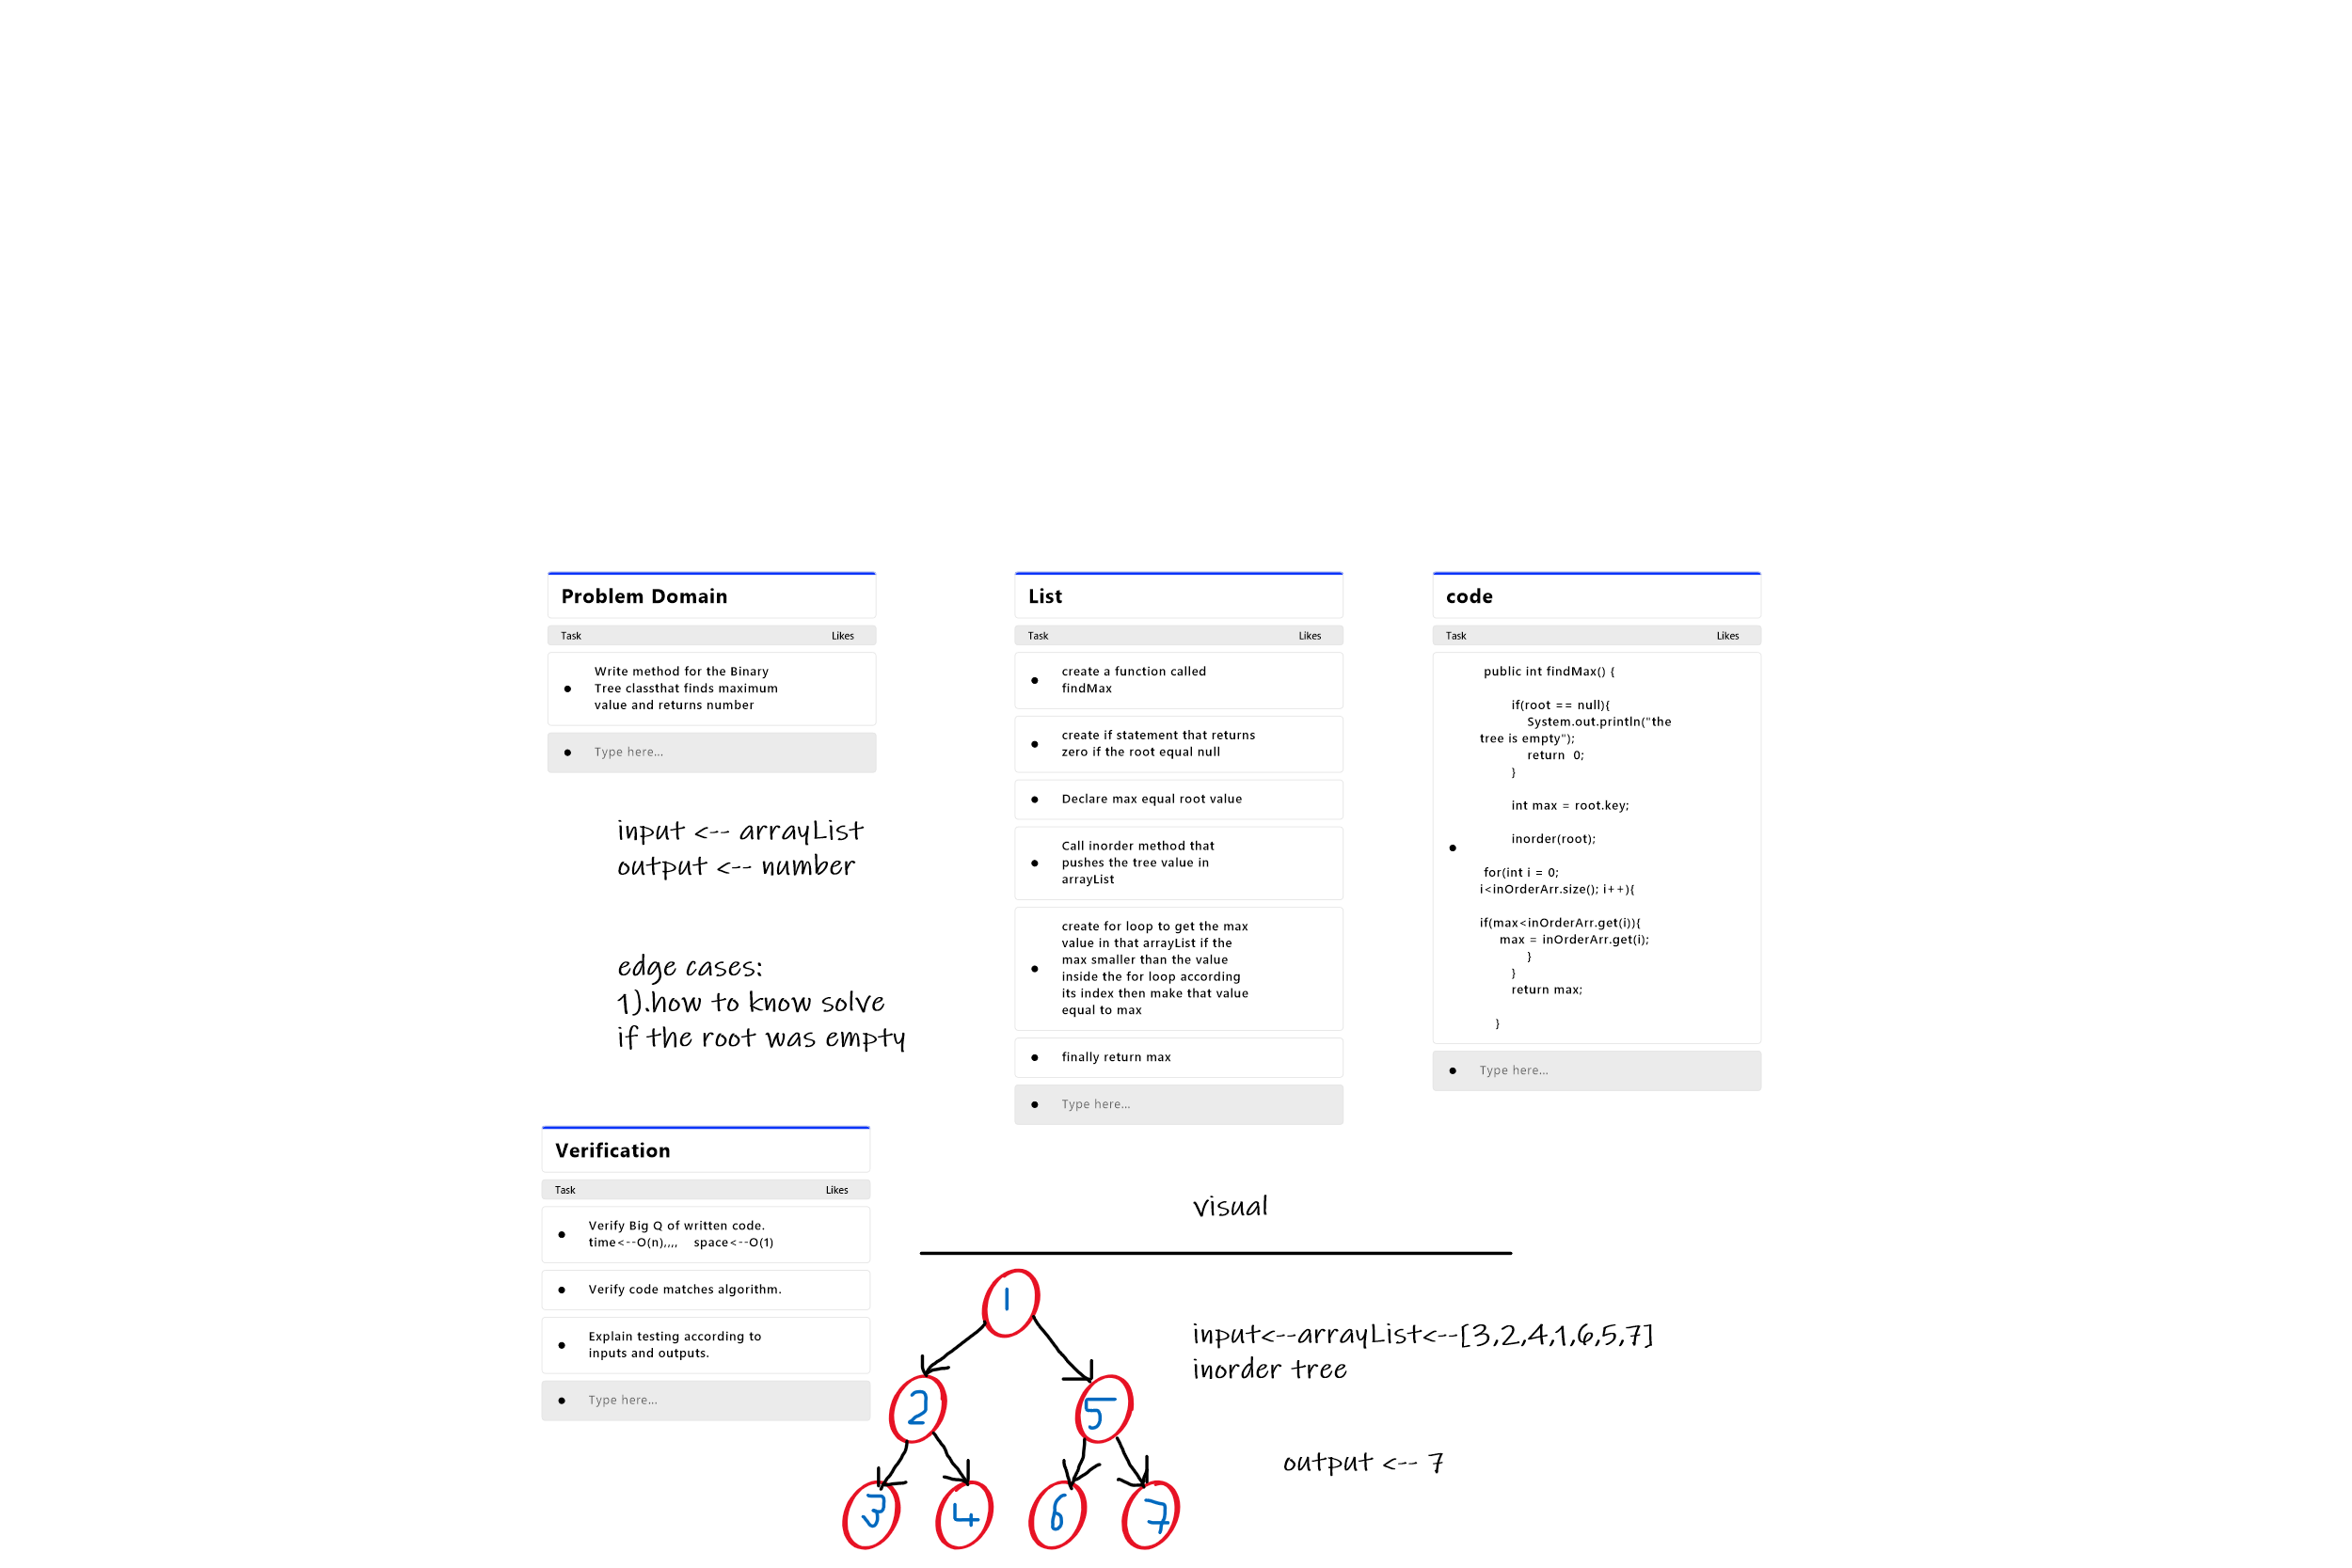 Problem Domain
Task Likes
Write method for the Binary
Tree classthat finds maximum
value and returns number
Type here...
input <-- arrayList
output <-- number
edge cases:
1).how to know solve
if the root was empty
List
Task Likes
create a function called
findMax
create if statement that returns
zero if the root equal null
Declare max equal root value
Call inorder method that
pushes the tree value in
arrayList
create for loop to get the max
value in that arrayList if the
max smaller than the value
inside the for loop according
its index then make that value
equal to max
finally return max
Type here...
code
Task Likes
public int findMax() {
if(root == null){
System.out.println("the
tree is empty");
return  0;
}
int max = root.key;
inorder(root);
for(int i = 0;
i<inOrderArr.size(); i++){
if(max<inOrderArr.get(i)){
max = inOrderArr.get(i);
}
}
return max;
}
Type here...
Verification
Task Likes
Verify Big Q of written code.
time<--O(n),,,,    space<--O(1)
Verify code matches algorithm.
Explain testing according to
inputs and outputs.
Type here...
visual
1
2 5
3 4 6 7
input<--arrayList<--[3,2,4,1,6,5,7]
inorder tree
output <-- 7